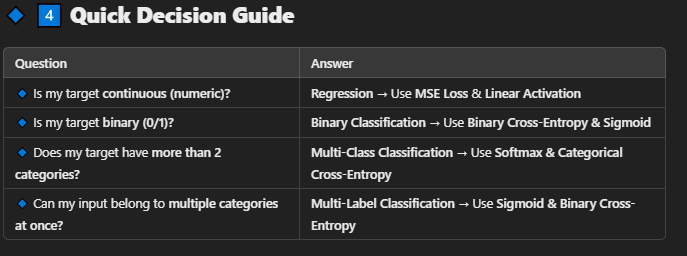 4 Quick Decision Guide
Question Answer
Is my target continuous (numeric)? Regression → Use MSE Loss & Linear Activation
Is my target binary (0/1)? Binary Classification → Use Binary Cross-Entropy & Sigmoid
Does my target have more than 2
categories?
Multi-Class Classification → Use Softmax & Categorical
Cross-Entropy
Can my input belong to multiple categories
at once?
Multi-Label Classification → Use Sigmoid & Binary Cross-
Entropy